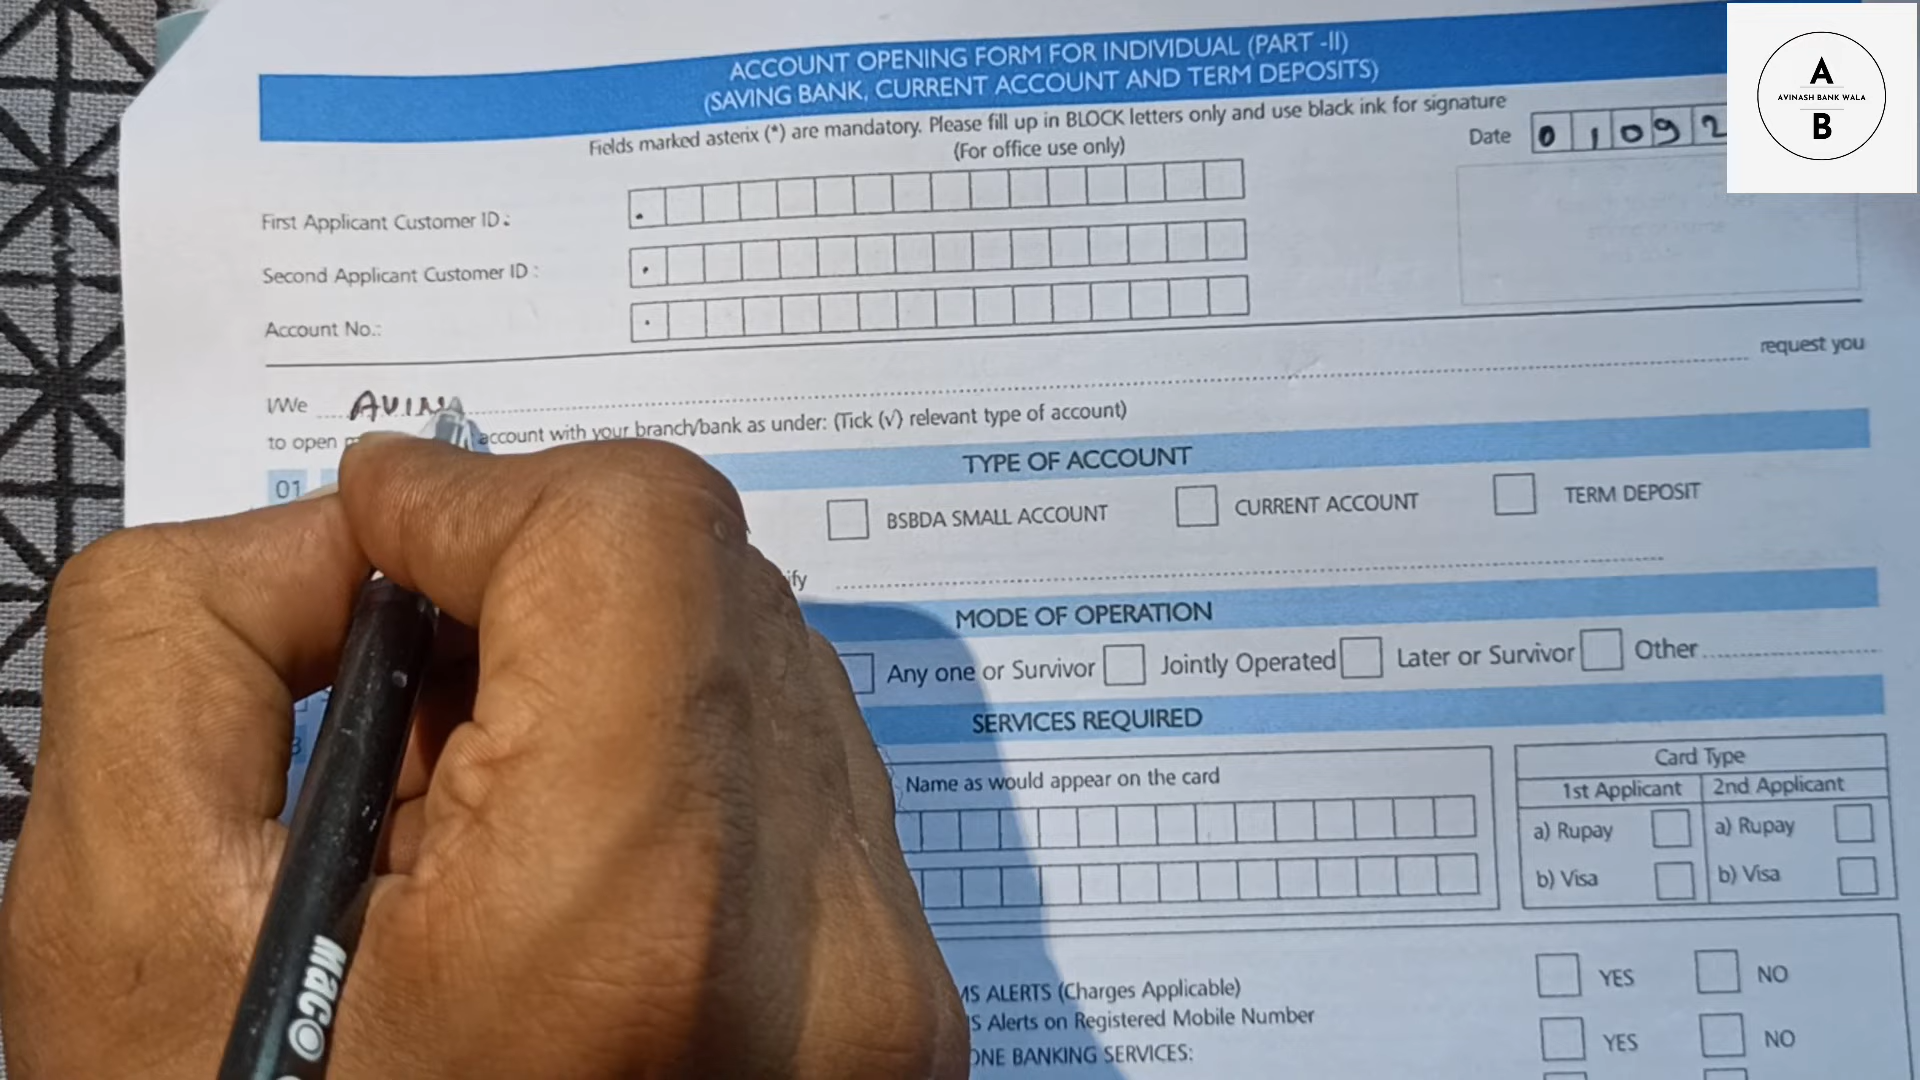 ACCOUNT OPENING FORM FOR INDIVIDUAL (PART -II)
(SAVING BANK, CURRENT ACCOUNT AND TERM DEPOSITS)
A
AVINASH BANK WALA
B
Fields marked asterix (*) are mandatory. Please fill up in BLOCK letters only and use black ink for signature
(For office use only)
Date 0 1 0 9 2
First Applicant Customer ID :
Second Applicant Customer ID :
Account No.:
I/We AVINA request you
to open account with your branch/bank as under: (Tick (√) relevant type of account)
01 TYPE OF ACCOUNT
BSBDA SMALL ACCOUNT CURRENT ACCOUNT TERM DEPOSIT
ify
MODE OF OPERATION
Any one or Survivor Jointly Operated Later or Survivor Other
SERVICES REQUIRED
Name as would appear on the card
Card Type
1st Applicant 2nd Applicant
a) Rupay a) Rupay
b) Visa b) Visa
MS ALERTS (Charges Applicable) YES NO
S Alerts on Registered Mobile Number
YES NO
ONE BANKING SERVICES:
Maco